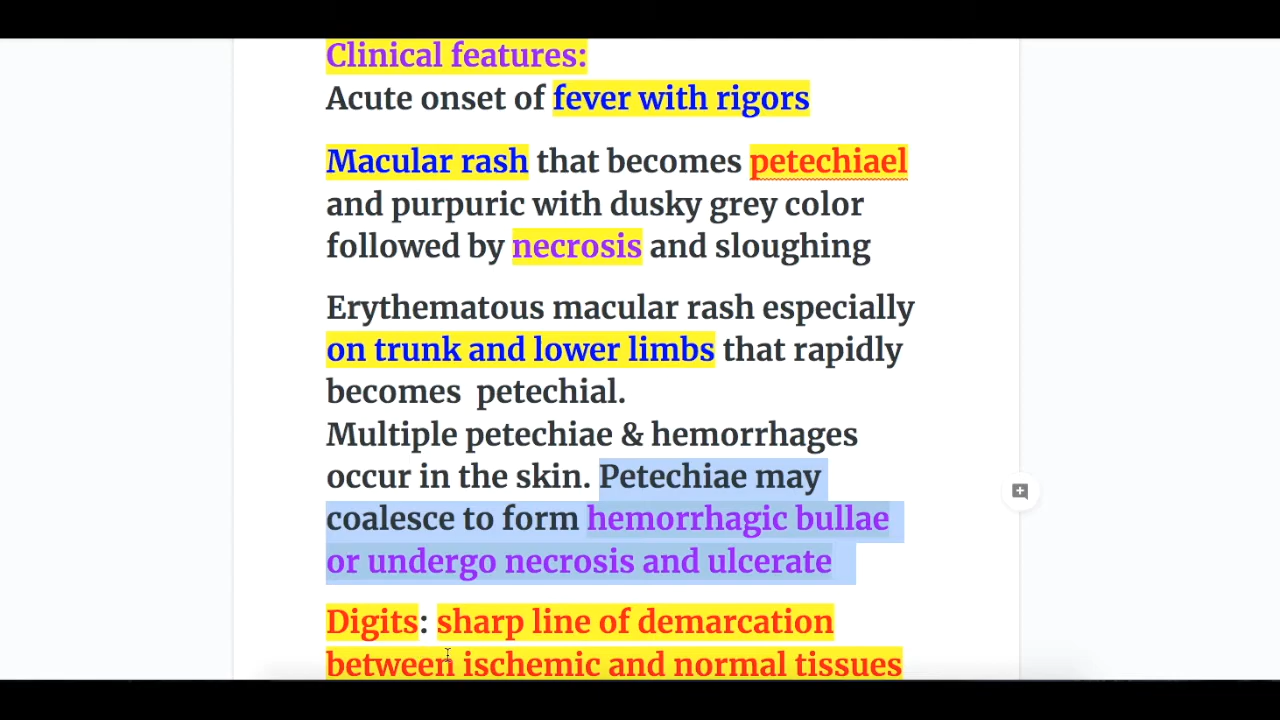 Clinical features:
Acute onset of fever with rigors
Macular rash that becomes petechiael
and purpuric with dusky grey color
followed by necrosis and sloughing
Erythematous macular rash especially
on trunk and lower limbs that rapidly
becomes  petechial.
Multiple petechiae & hemorrhages
occur in the skin. Petechiae may
coalesce to form hemorrhagic bullae
or undergo necrosis and ulcerate
Digits: sharp line of demarcation
between ischemic and normal tissues